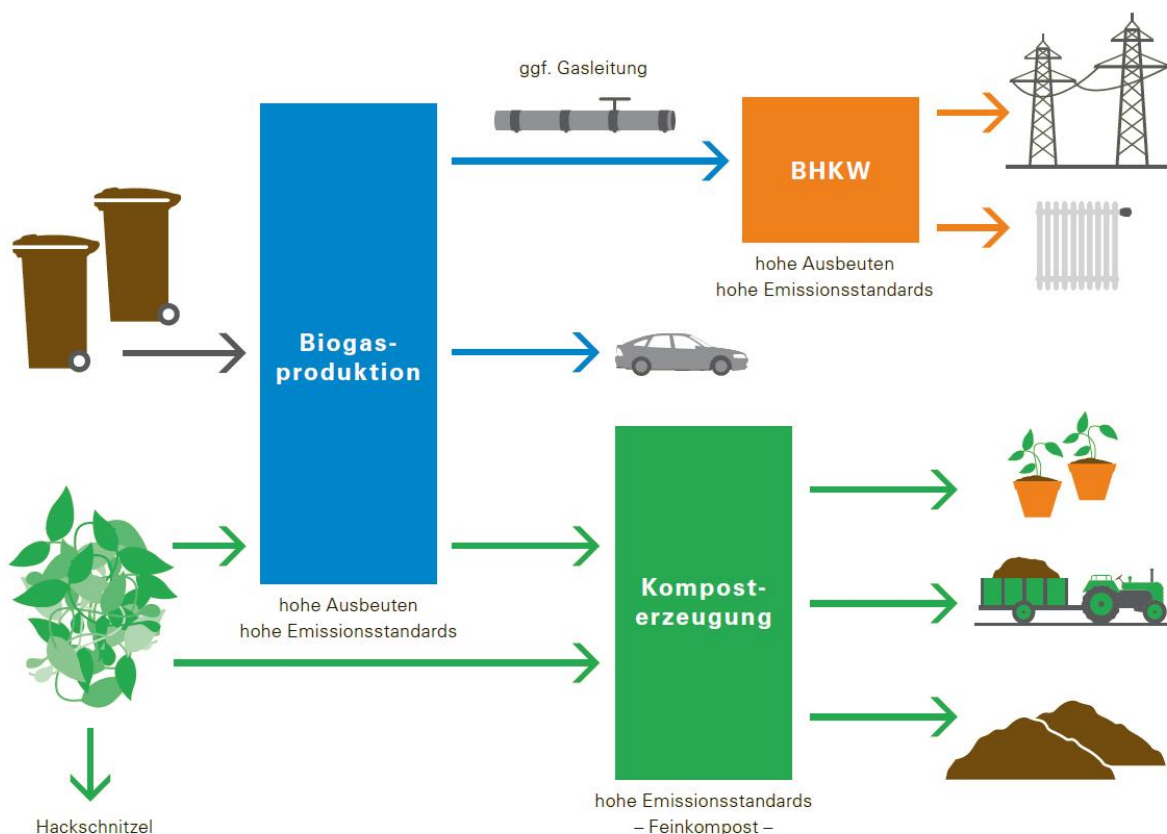 ggf. Gasleitung
BHKW
hohe Ausbeuten
hohe Emissionsstandards
Biogas-
produktion
hohe Ausbeuten
hohe Emissionsstandards
Kompost-
erzeugung
hohe Emissionsstandards
– Feinkompost –
Hackschnitzel